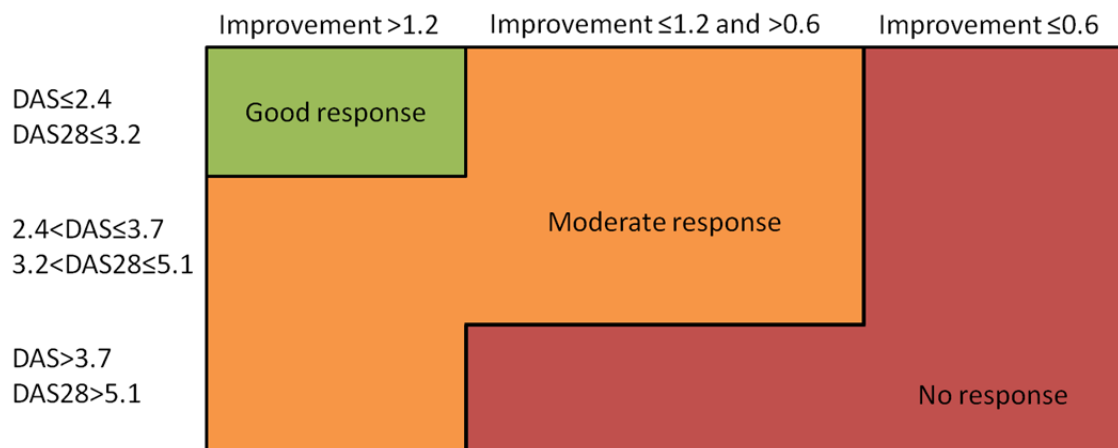 Improvement >1.2
Improvement ≤1.2 and >0.6
Improvement ≤0.6
DAS≤2.4
DAS28≤3.2
Good response
2.4<DAS≤3.7
3.2<DAS28≤5.1
Moderate response
DAS>3.7
DAS28>5.1
No response